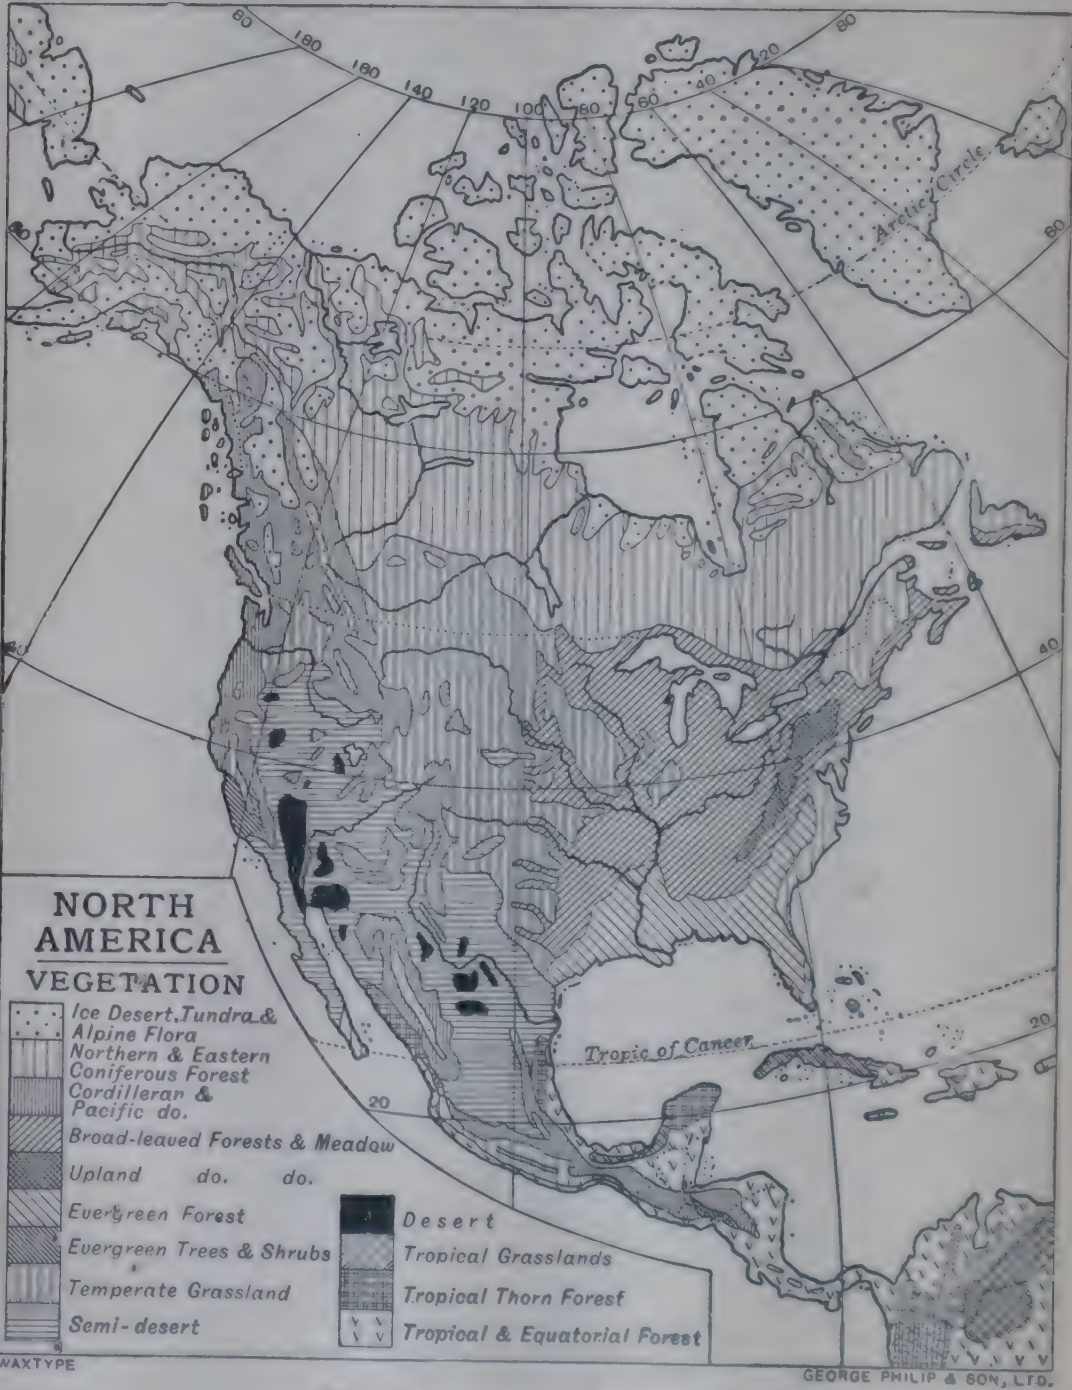 80
180
160
140
120
100
80
60
40
20
80
Arctic Circle
60
60
40
40
Tropic of Cancer
20
20
NORTH
AMERICA
VEGETATION
Ice Desert, Tundra &
Alpine Flora
Northern & Eastern
Coniferous Forest
Cordilleran &
Pacific do.
Broad-leaved Forests & Meadow
Upland do. do.
Evergreen Forest
Evergreen Trees & Shrubs
Temperate Grassland
Semi-desert
Desert
Tropical Grasslands
Tropical Thorn Forest
Tropical & Equatorial Forest
WAXTYPE
GEORGE PHILIP & SON, LTD.